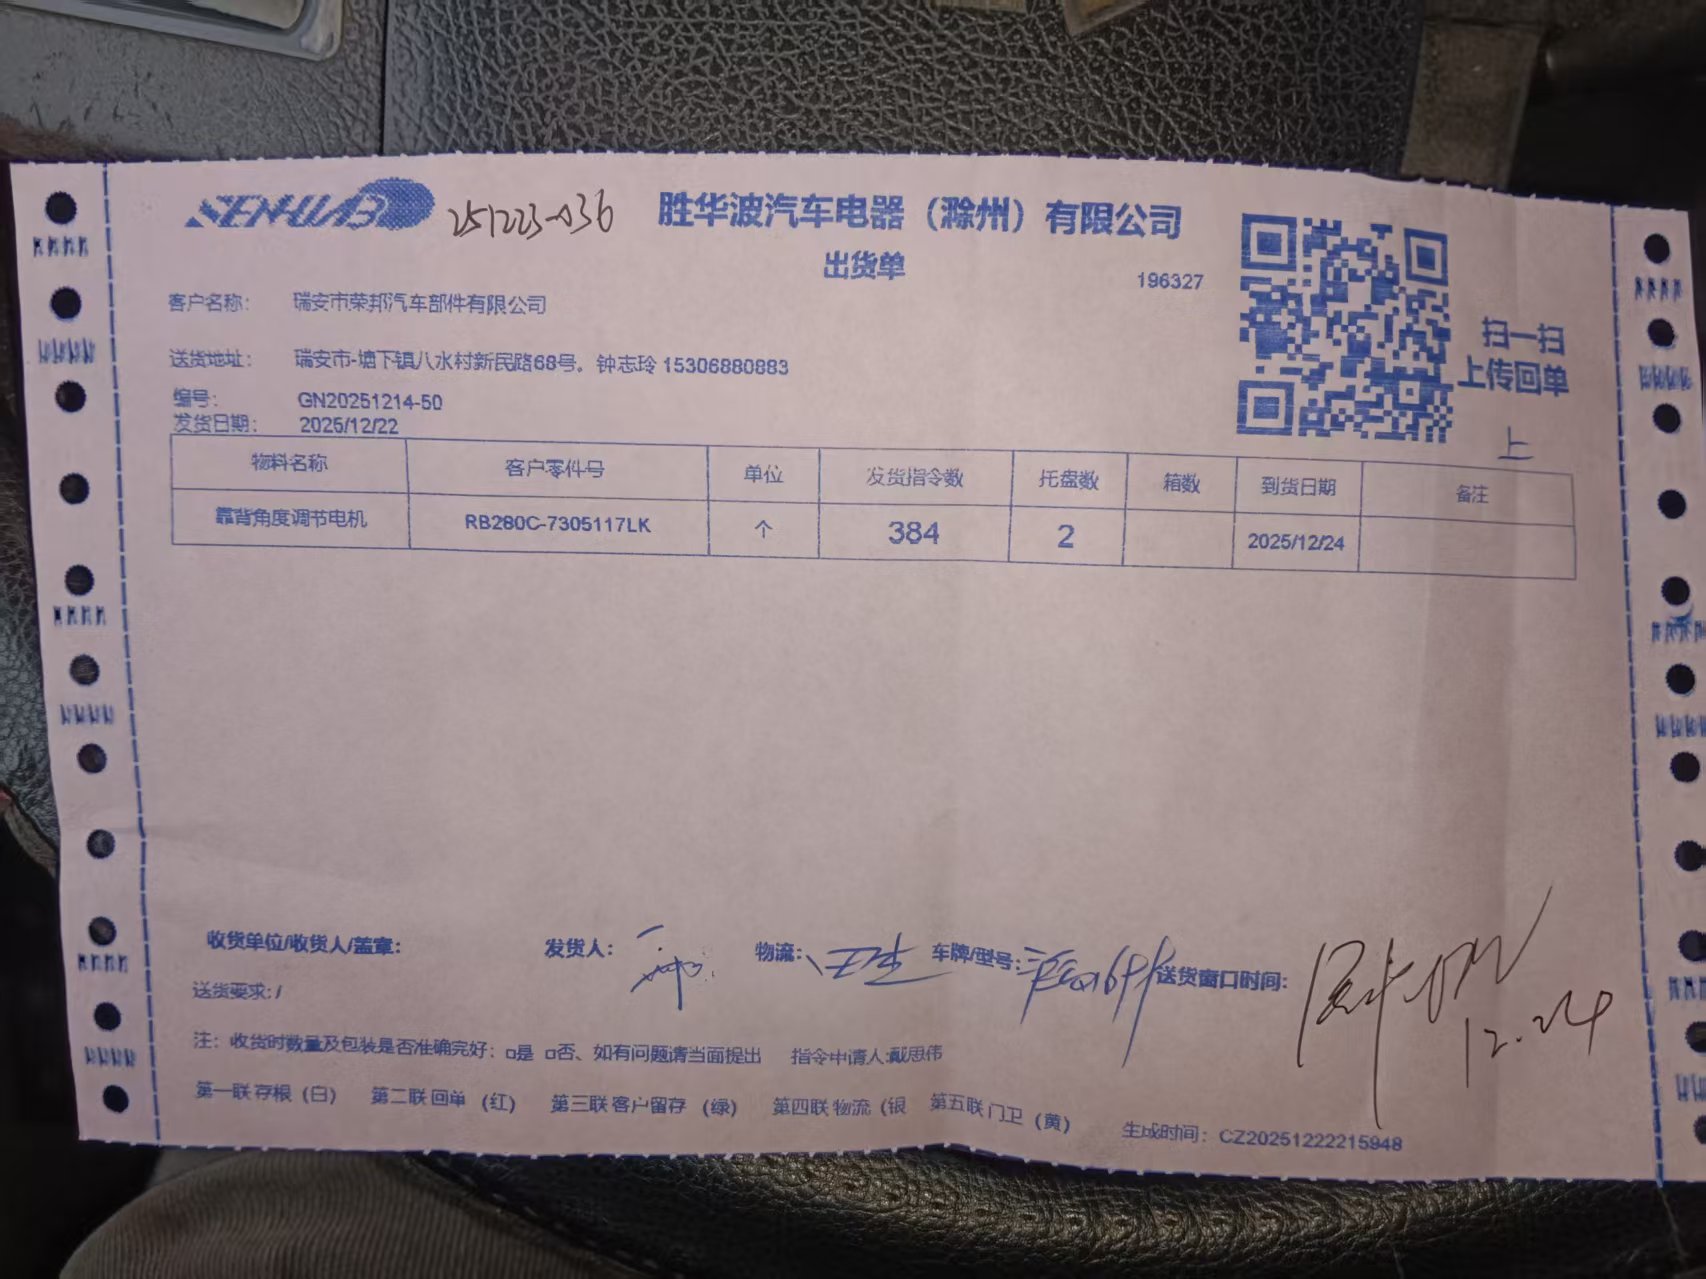 SENHUAB 251223-036 胜华波汽车电器（滁州）有限公司
出货单
196327
客户名称： 瑞安市荣邦汽车部件有限公司
扫一扫
上传回单
送货地址： 瑞安市-塘下镇八水村新民路68号。钟志玲 15306880883
编号： GN20251214-50
发货日期： 2025/12/22
上
物料名称 客户零件号 单位 发货指令数 托盘数 箱数 到货日期 备注
靠背角度调节电机 RB280C-7305117LK 个 384 2 2025/12/24
收货单位/收货人/盖章： 发货人： 物流： 车牌/型号： 送货窗口时间：
12.24
送货要求：/
注：收货时数量及包装是否准确完好：□是 □否、如有问题请当面提出 指令申请人:戴思伟
第一联存根（白） 第二联回单（红） 第三联客户留存（绿） 第四联物流（银 第五联门卫（黄）
生成时间：CZ20251222215948